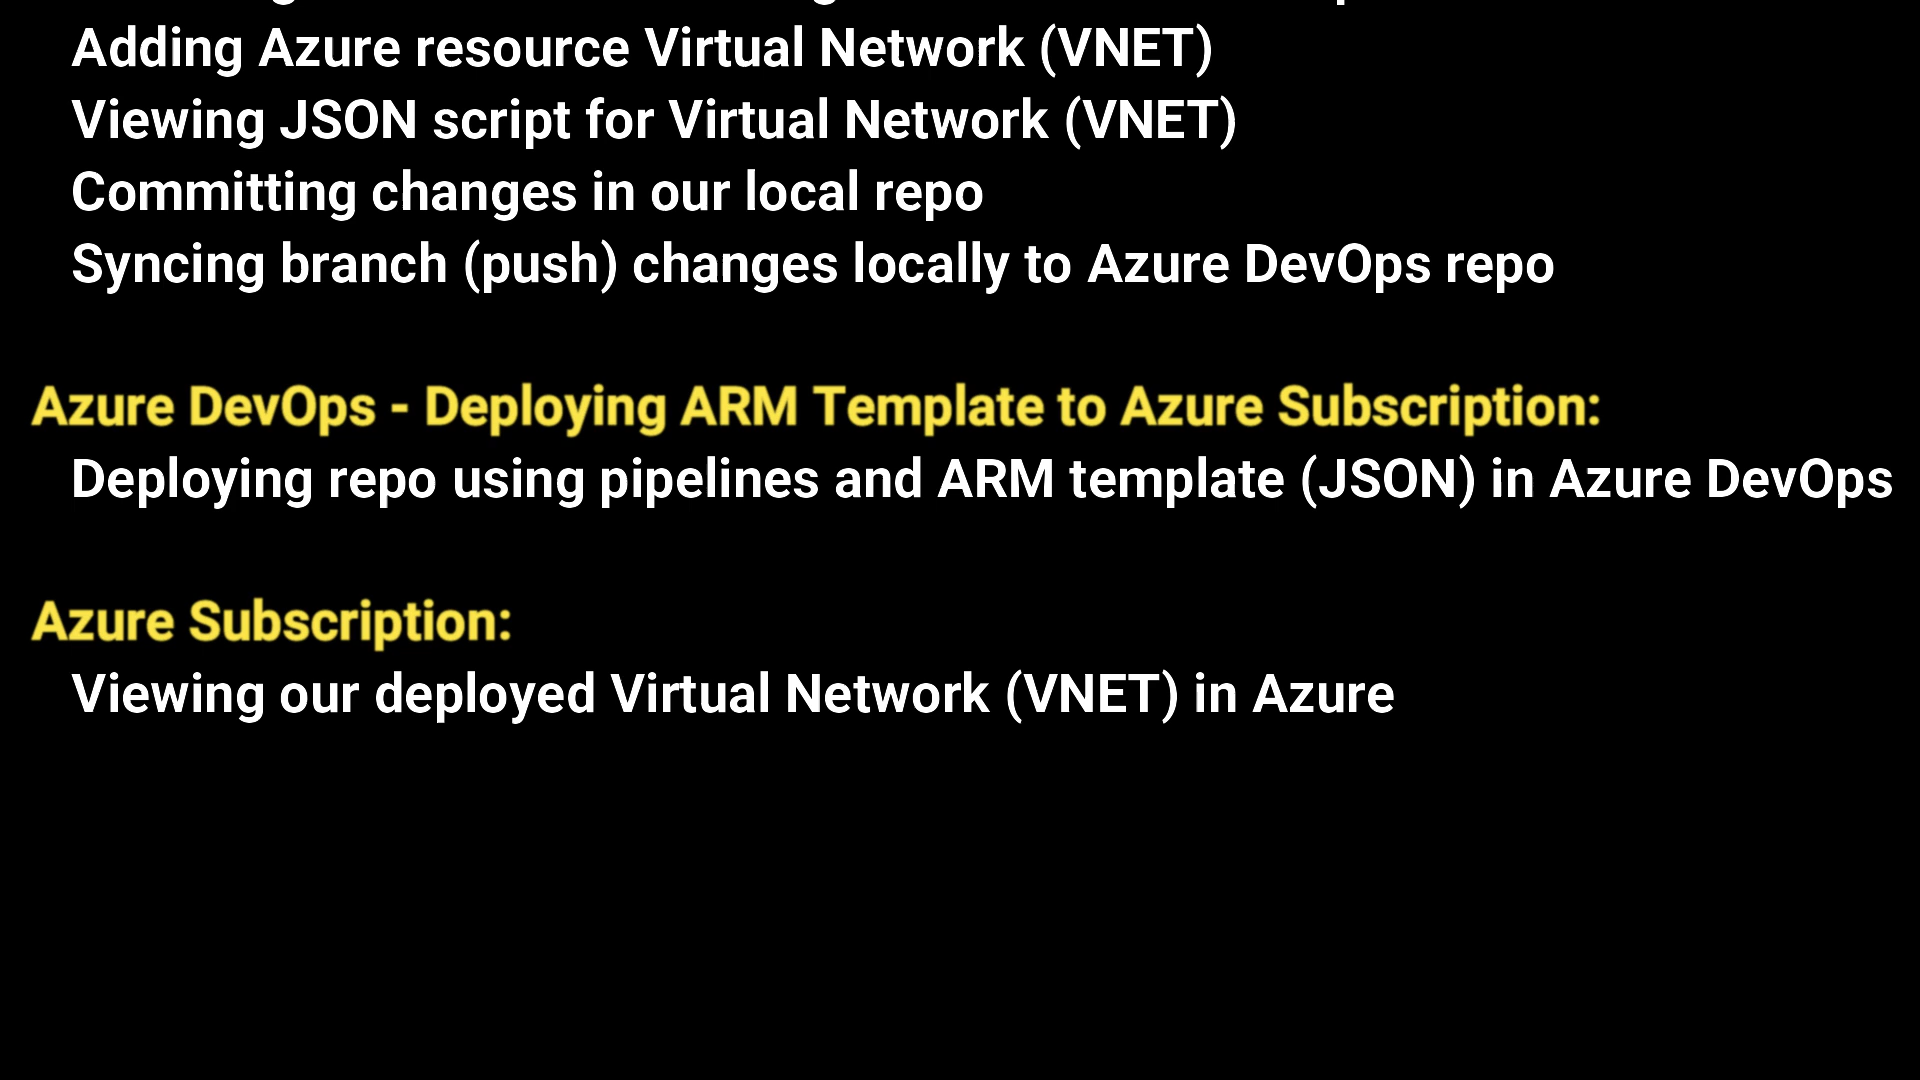 Adding Azure resource Virtual Network (VNET)
Viewing JSON script for Virtual Network (VNET)
Committing changes in our local repo
Syncing branch (push) changes locally to Azure DevOps repo
Azure DevOps - Deploying ARM Template to Azure Subscription:
Deploying repo using pipelines and ARM template (JSON) in Azure DevOps
Azure Subscription:
Viewing our deployed Virtual Network (VNET) in Azure